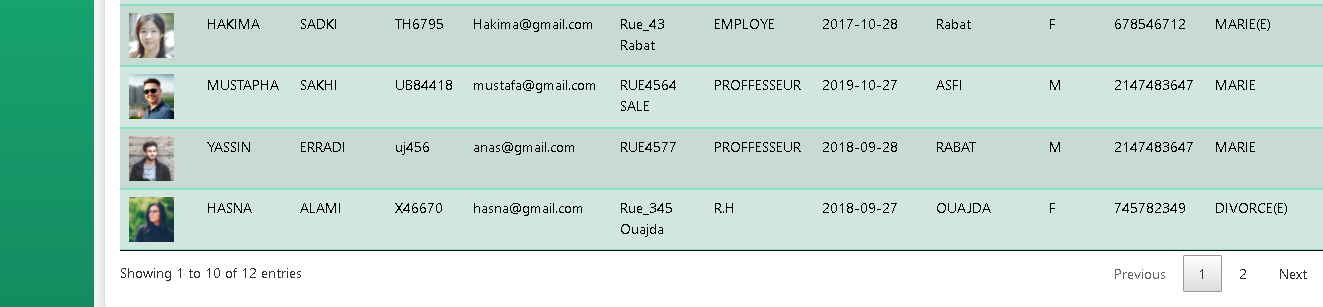 HAKIMA SADKI TH6795 Hakima@gmail.com Rue_43 EMPLOYE 2017-10-28 Rabat F 678546712 MARIE(E)
Rabat
MUSTAPHA SAKHI UB84418 mustafa@gmail.com RUE4564 PROFFESSEUR 2019-10-27 ASFI M 2147483647 MARIE
SALE
YASSIN ERRADI uj456 anas@gmail.com RUE4577 PROFFESSEUR 2018-09-28 RABAT M 2147483647 MARIE
HASNA ALAMI X46670 hasna@gmail.com Rue_345 R.H 2018-09-27 OUAJDA F 745782349 DIVORCE(E)
Ouajda
Showing 1 to 10 of 12 entries Previous 1 2 Next